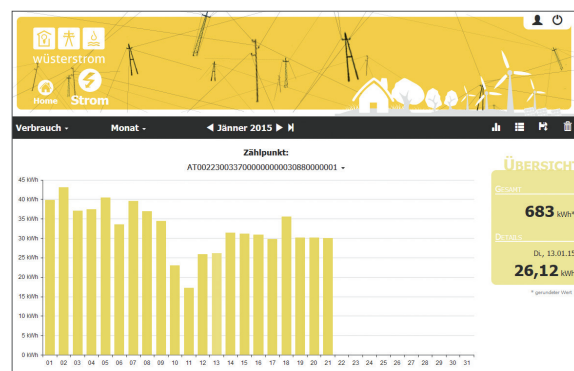 wüsterstrom
Home
Strom
Verbrauch
Monat
Jänner 2015
Zählpunkt:
AT0022300337000000000030880000001
ÜBERSICHT
GESAMT
683 kWh*
DETAILS
Di., 13.01.15
26,12 kWh
* gerundeter Wert
45 kWh
40 kWh
35 kWh
30 kWh
25 kWh
20 kWh
15 kWh
10 kWh
5 kWh
0 kWh
01 02 03 04 05 06 07 08 09 10 11 12 13 14 15 16 17 18 19 20 21 22 23 24 25 26 27 28 29 30 31